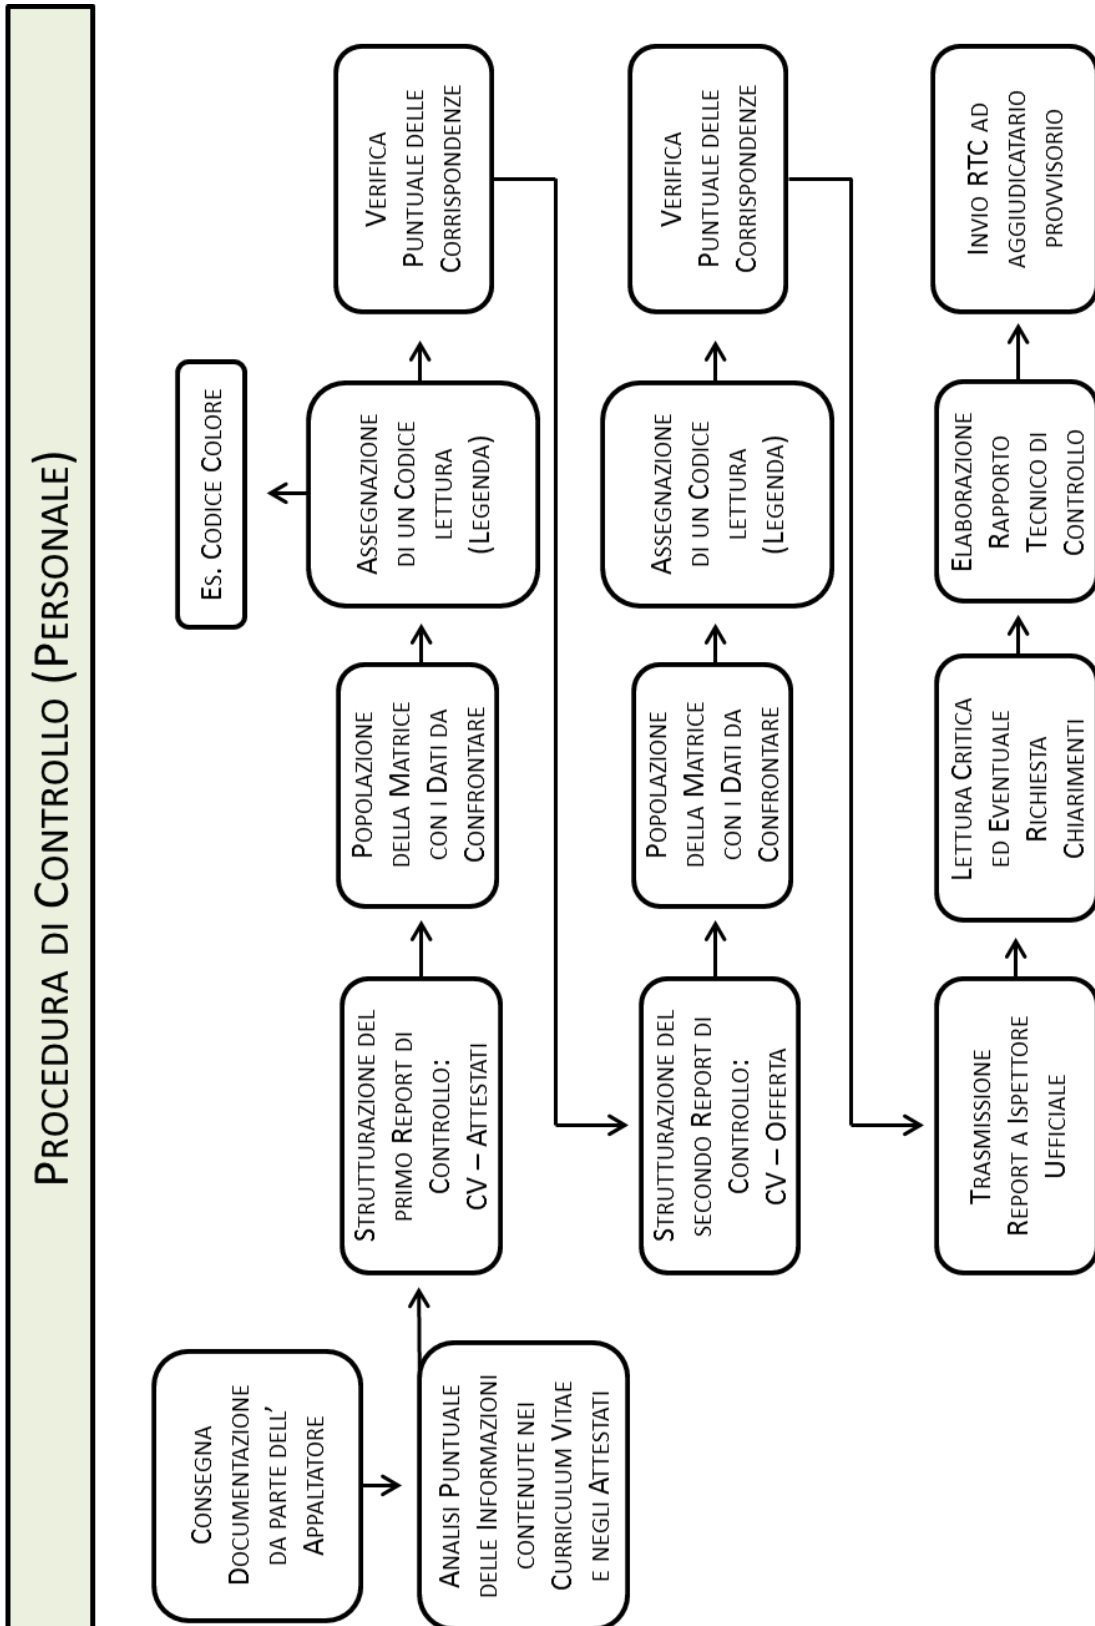 Procedura di Controllo (Personale)
Consegna
Documentazione
da parte dell'
Appaltatore
Analisi Puntuale
delle Informazioni
contenute nei
Curriculum Vitae
e negli Attestati
Strutturazione del
primo Report di
Controllo:
CV – Attestati
Popolazione
della Matrice
con i Dati da
Confrontare
Assegnazione
di un Codice
lettura
(Legenda)
Es. Codice Colore
Verifica
Puntuale delle
Corrispondenze
Strutturazione del
secondo Report di
Controllo:
CV – Offerta
Popolazione
della Matrice
con i Dati da
Confrontare
Assegnazione
di un Codice
lettura
(Legenda)
Verifica
Puntuale delle
Corrispondenze
Trasmissione
Report a Ispettore
Ufficiale
Lettura Critica
ed Eventuale
Richiesta
Chiarimenti
Elaborazione
Rapporto
Tecnico di
Controllo
Invio RTC ad
aggiudicatario
provvisorio